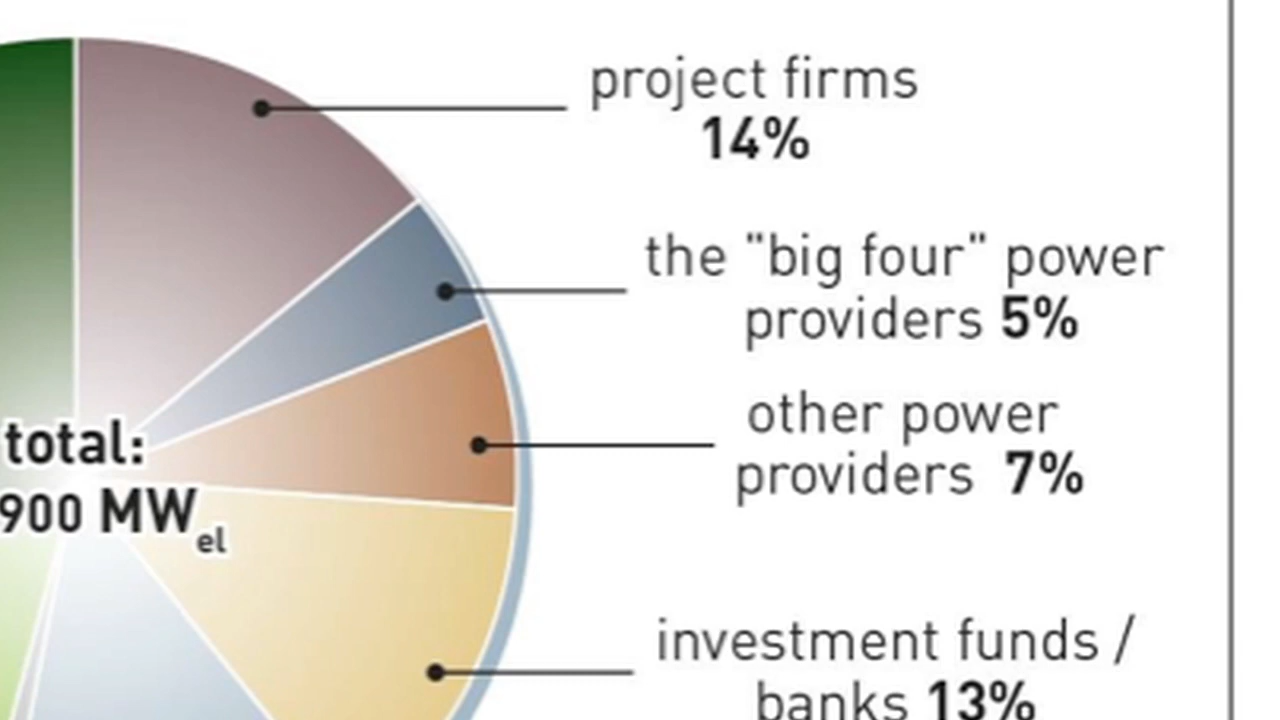 project firms
14%
the "big four" power
providers 5%
other power
providers 7%
total:
900 MWel
investment funds /
banks 13%